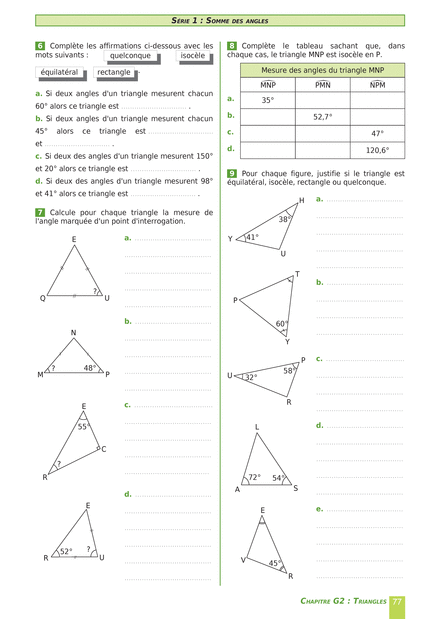 SÉRIE 1 : SOMME DES ANGLES
6 Complète les affirmations ci-dessous avec les
mots suivants : quelconque isocèle
équilatéral rectangle .
a. Si deux angles d'un triangle mesurent chacun
60° alors ce triangle est .......................... .
b. Si deux angles d'un triangle mesurent chacun
45° alors ce triangle est ..........................
et .......................... .
c. Si deux des angles d'un triangle mesurent 150°
et 20° alors ce triangle est .......................... .
d. Si deux des angles d'un triangle mesurent 98°
et 41° alors ce triangle est .......................... .
7 Calcule pour chaque triangle la mesure de
l'angle marquée d'un point d'interrogation.
a.
E
?
Q U
b.
N
? 48°
M P
c.
E
55°
C
?
R
d.
E
52° ?
R U
8 Complète le tableau sachant que, dans
chaque cas, le triangle MNP est isocèle en P.
Mesure des angles du triangle MNP
MNP PMN NPM
a. 35°
b. 52,7°
c. 47°
d. 120,6°
9 Pour chaque figure, justifie si le triangle est
équilatéral, isocèle, rectangle ou quelconque.
a.
H
38°
Y 41°
U
b.
T
P
60°
Y
c.
P
58°
U 32°
R
d.
L
72° 54°
A S
e.
E
V
45°
R
CHAPITRE G2 : TRIANGLES 77